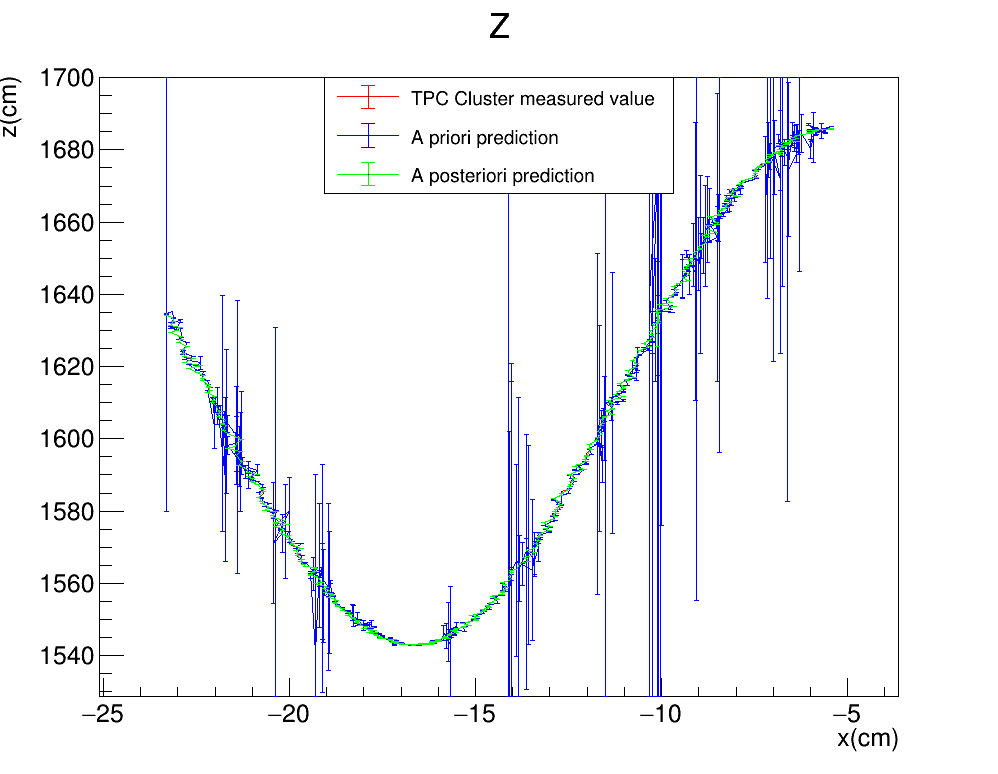 Z
z(cm)
1700
1680
1660
1640
1620
1600
1580
1560
1540
TPC Cluster measured value
A priori prediction
A posteriori prediction
−25 −20 −15 −10 −5
x(cm)